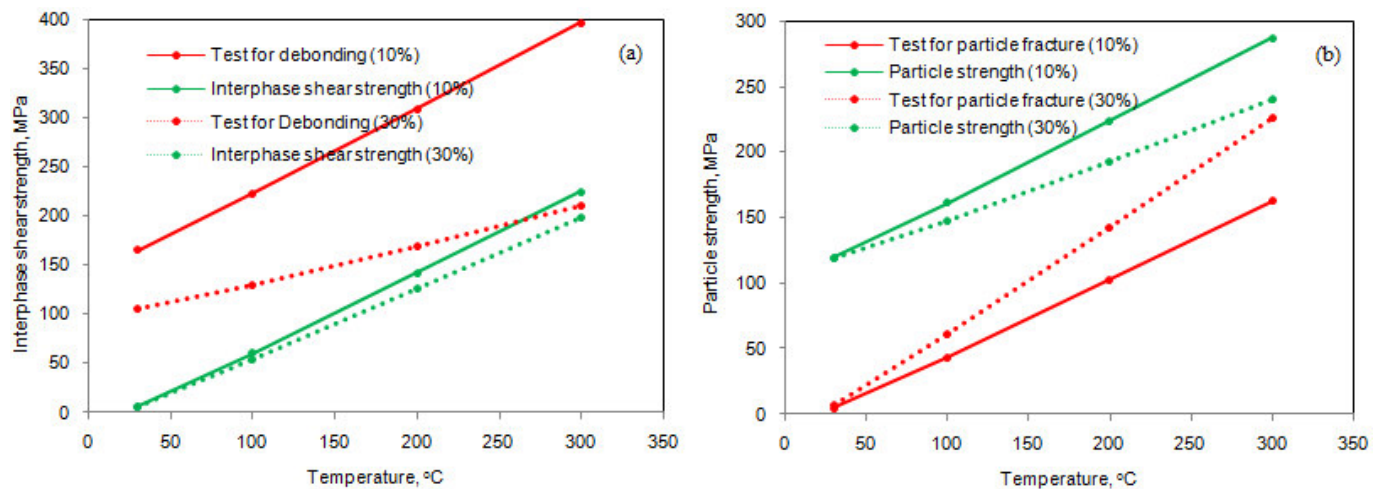 400
350
300
250
200
150
100
50
0
Interphase shear strength, MPa
Test for debonding (10%)
Interphase shear strength (10%)
Test for Debonding (30%)
Interphase shear strength (30%)
(a)
0 50 100 150 200 250 300 350
Temperature, °C
300
250
200
150
100
50
0
Particle strength, MPa
Test for particle fracture (10%)
Particle strength (10%)
Test for particle fracture (30%)
Particle strength (30%)
(b)
0 50 100 150 200 250 300 350
Temperature, °C